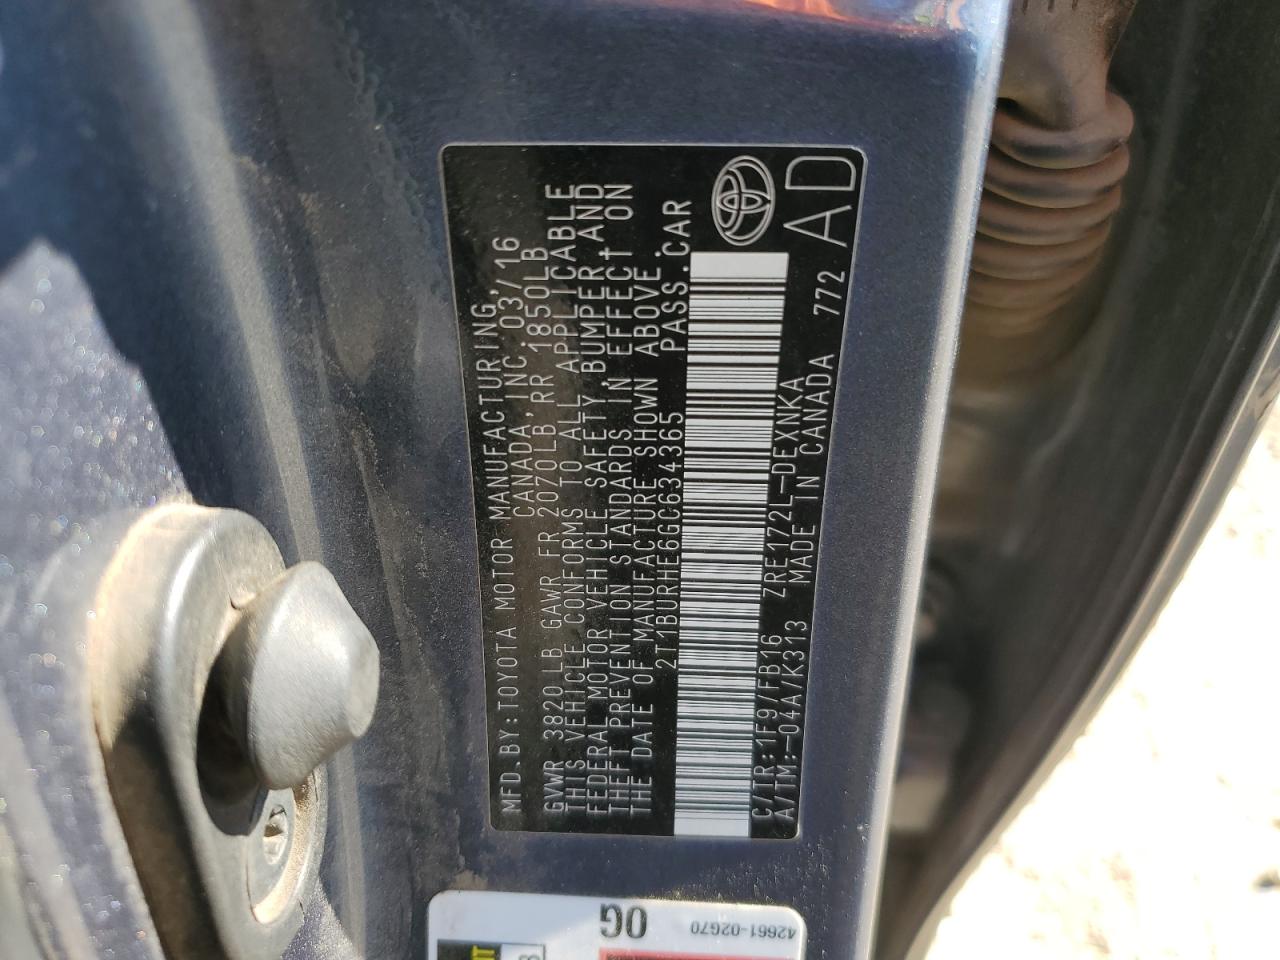 MFD.BY:TOYOTA MOTOR MANUFACTURING,
CANADA,INC.03/16
GVWR 3820LB GAWR FR 2070LB,RR 1850LB
THIS VEHICLE CONFORMS TO ALL APPLICABLE
FEDERAL MOTOR VEHICLE SAFETY,BUMPER,AND
THEFT PREVENTION STANDARDS IN EFFECT ON
THE DATE OF MANUFACTURE SHOWN ABOVE.
2T1BURHE6GC634365 PASS.CAR
C/TR:1F9/FB16 ZRE172L-DEXNKA 772
A/TM:-04A/K313 MADE IN CANADA
AD
0G
42661-02G70